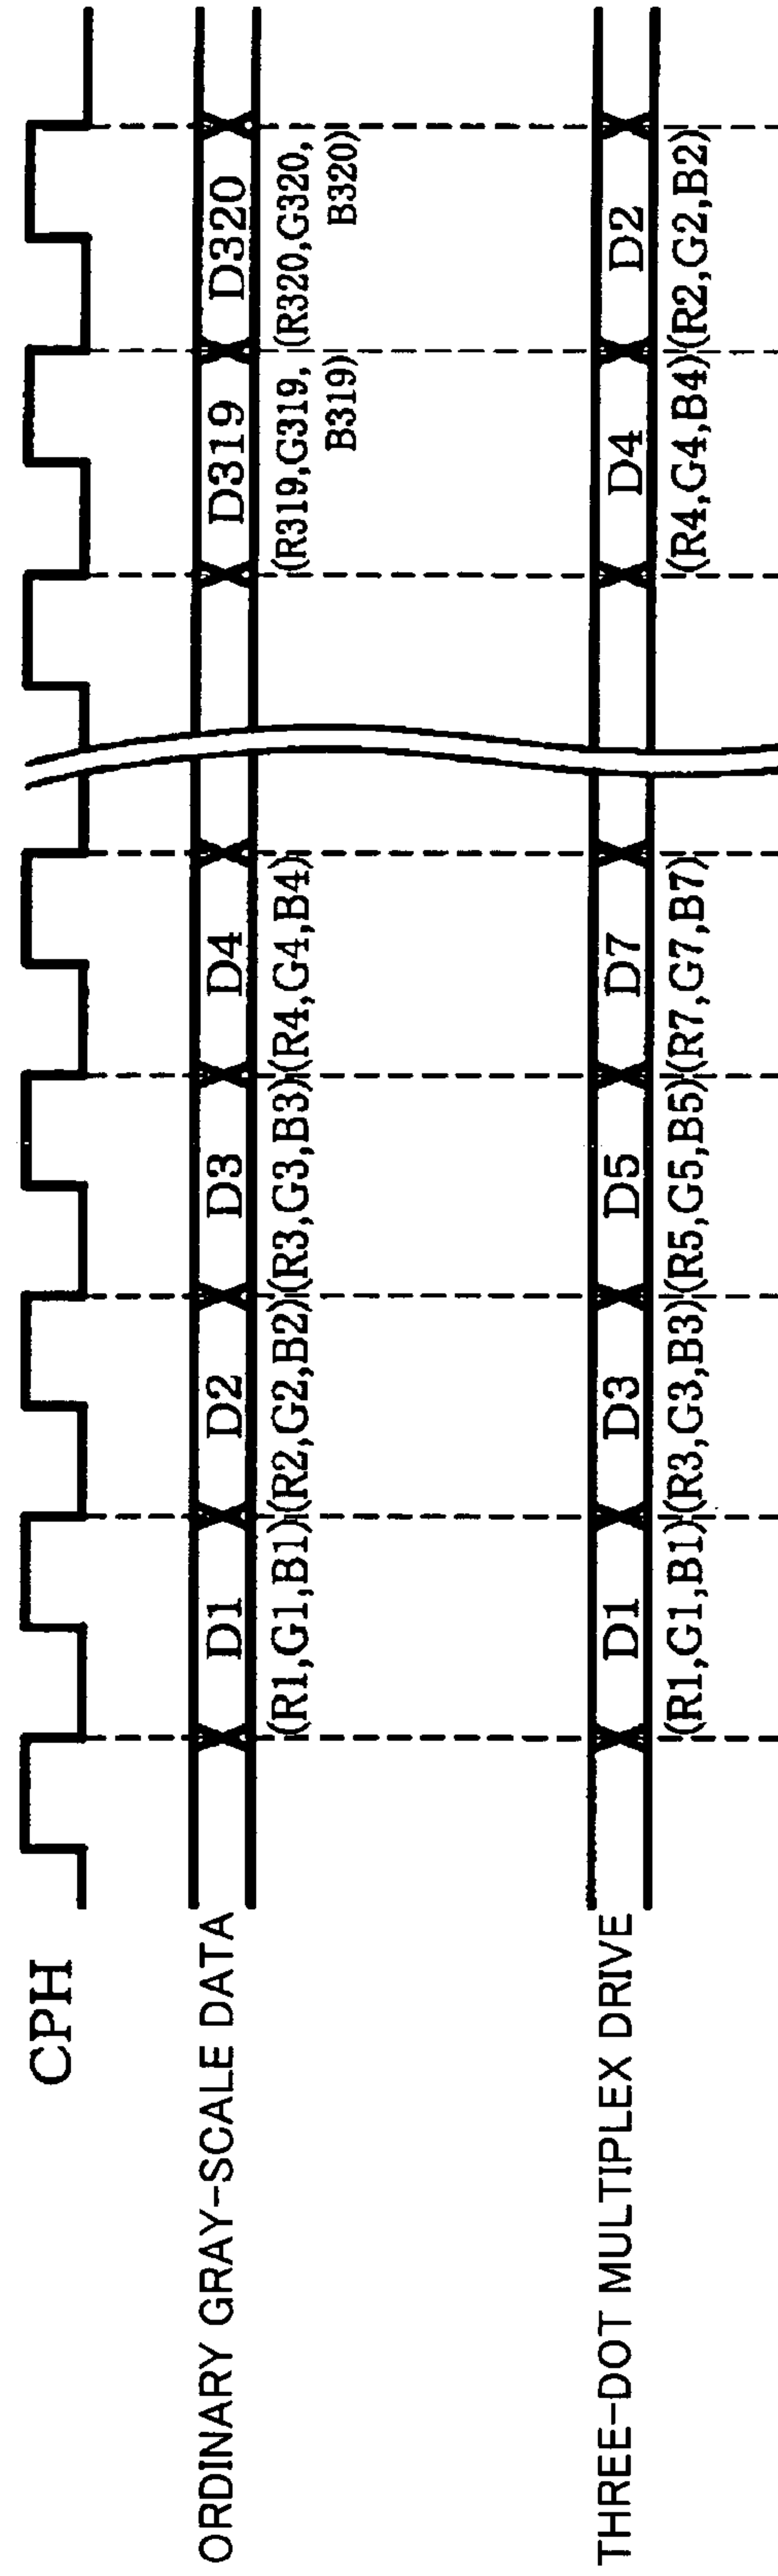 CPH
ORDINARY GRAY-SCALE DATA
D1
D2
D3
D4
D319
D320
(R1,G1,B1)
(R2,G2,B2)
(R3,G3,B3)
(R4,G4,B4)
(R319,G319,
B319)
(R320,G320,
B320)
THREE-DOT MULTIPLEX DRIVE
D1
D3
D5
D7
D4
D2
(R1,G1,B1)
(R3,G3,B3)
(R5,G5,B5)
(R7,G7,B7)
(R4,G4,B4)
(R2,G2,B2)